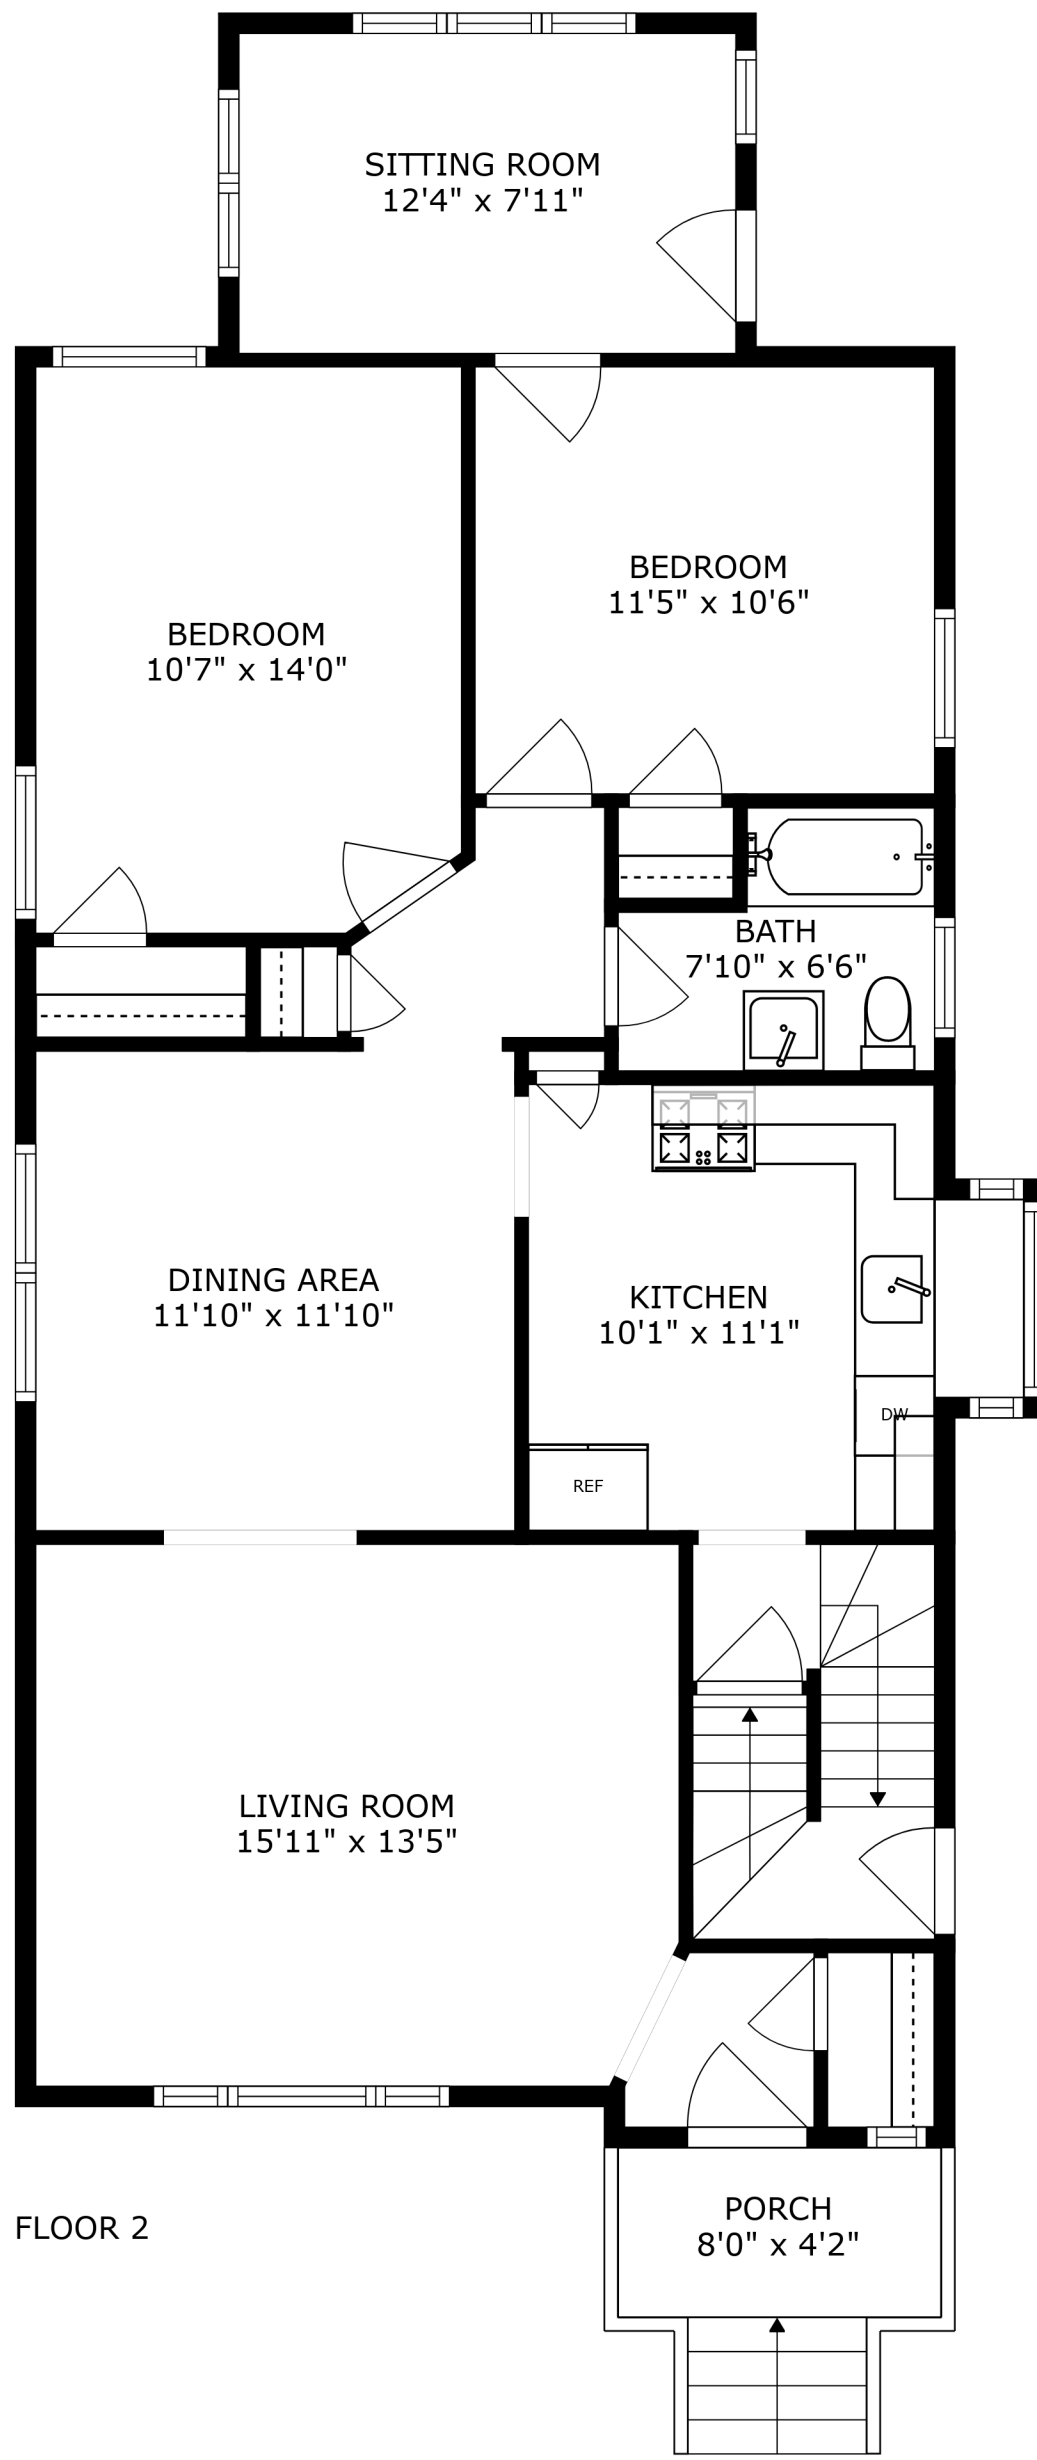 SITTING ROOM
12'4" x 7'11"
BEDROOM
11'5" x 10'6"
BEDROOM
10'7" x 14'0"
BATH
7'10" x 6'6"
DINING AREA
11'10" x 11'10"
KITCHEN
10'1" x 11'1"
DW
REF
LIVING ROOM
15'11" x 13'5"
PORCH
8'0" x 4'2"
FLOOR 2